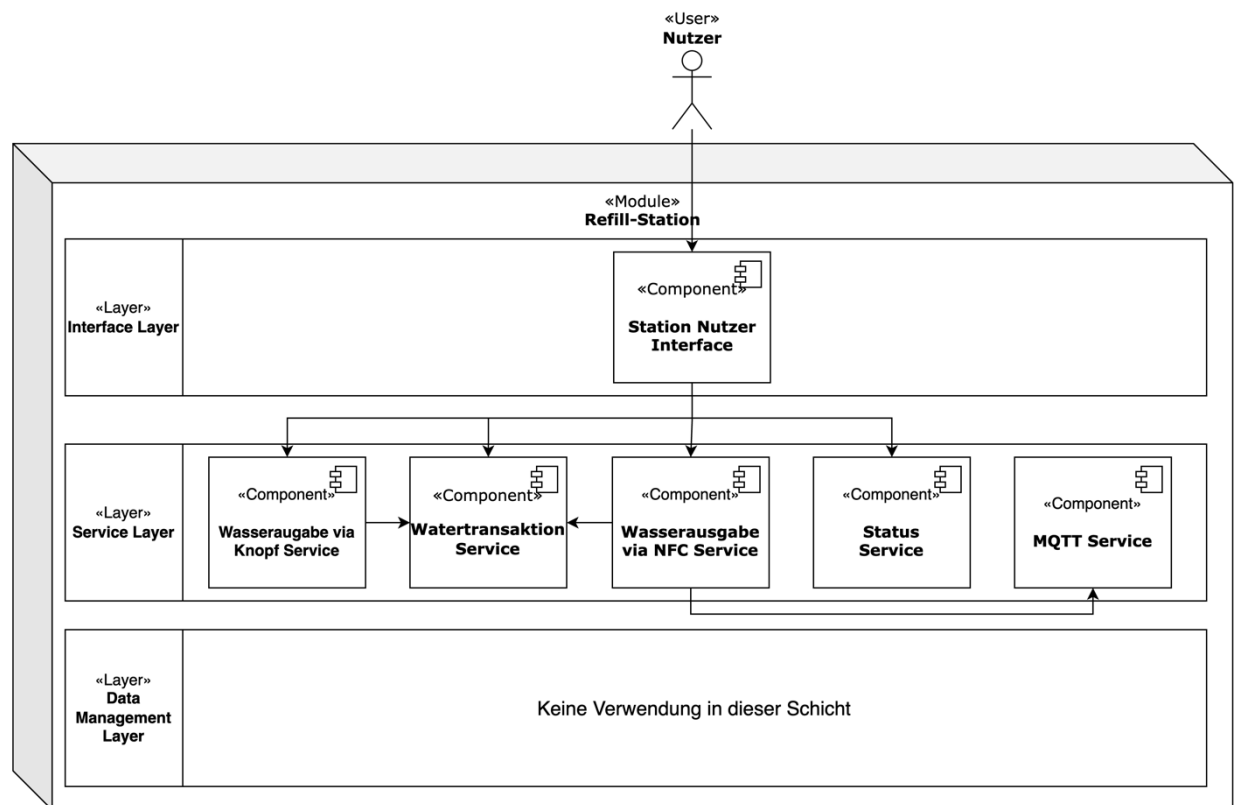 «User»
Nutzer
«Module»
Refill-Station
«Layer»
Interface Layer
«Component»
Station Nutzer
Interface
«Layer»
Service Layer
«Component»
Wasseraugabe via
Knopf Service
«Component»
Watertransaktion
Service
«Component»
Wasserausgabe
via NFC Service
«Component»
Status
Service
«Component»
MQTT Service
«Layer»
Data
Management
Layer
Keine Verwendung in dieser Schicht